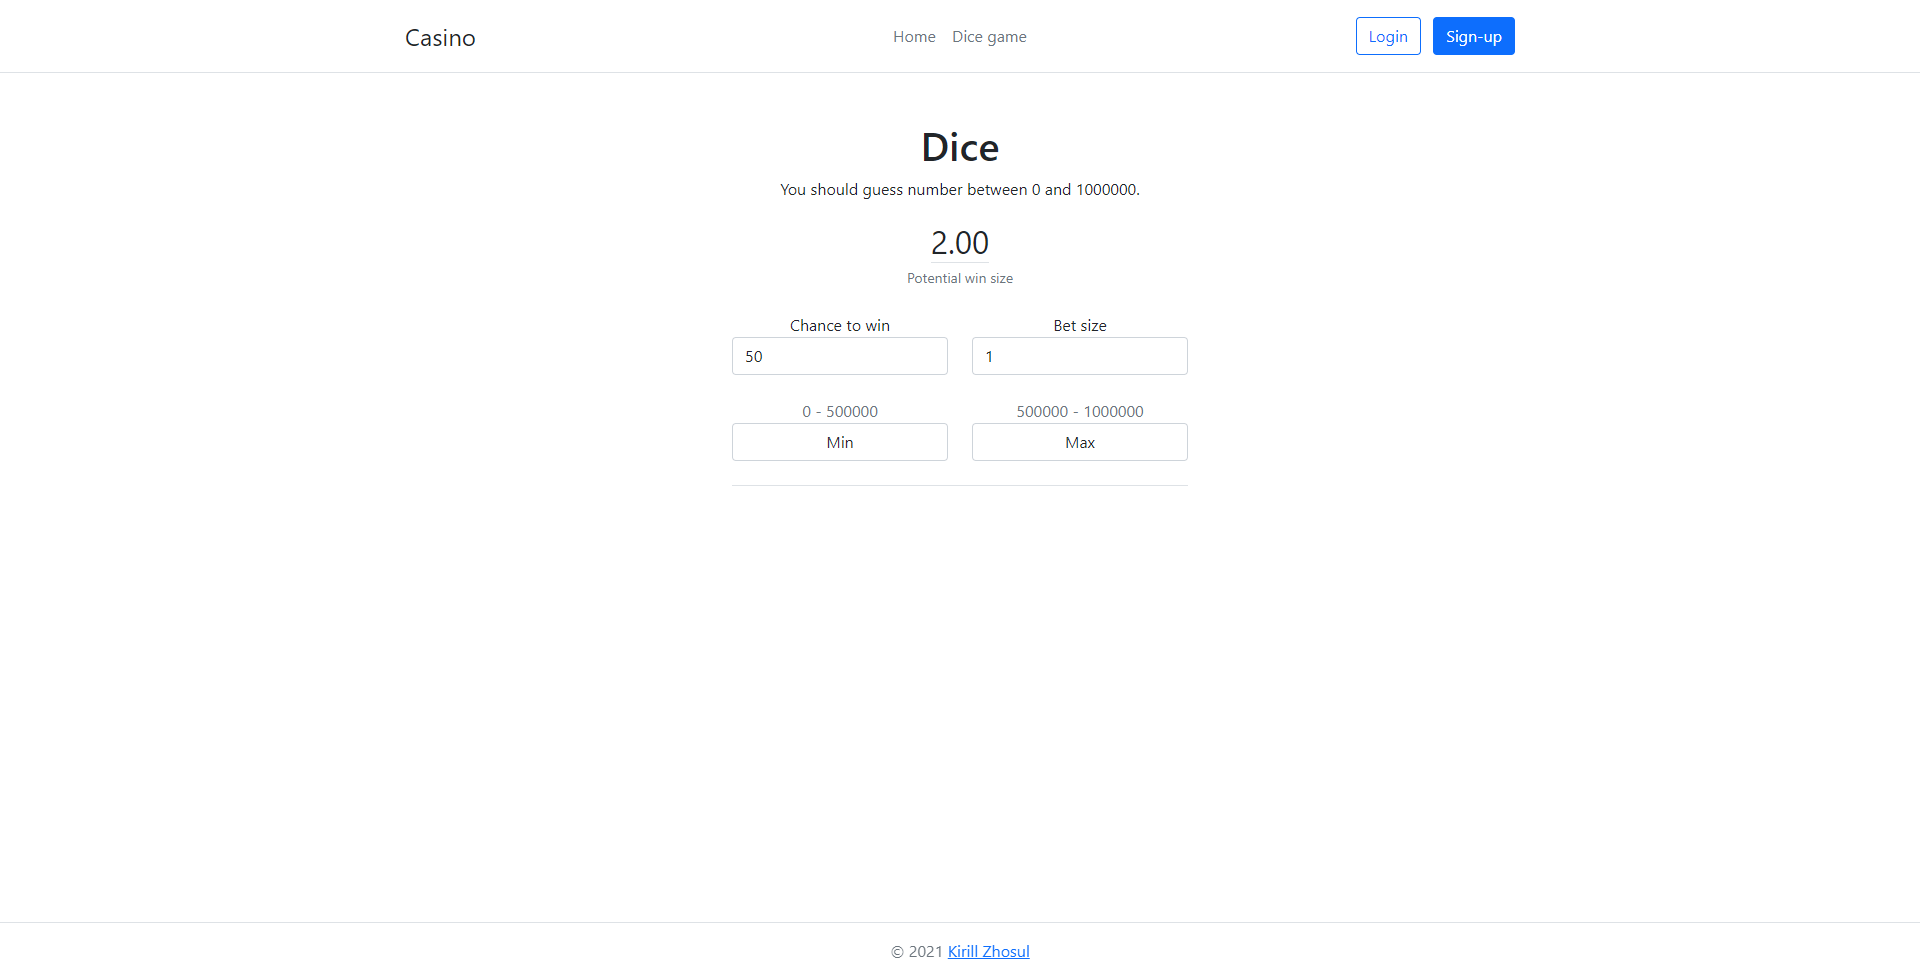 Casino
Home Dice game
Login Sign-up
Dice
You should guess number between 0 and 1000000.
2.00
Potential win size
Chance to win Bet size
50 1
0 - 500000 500000 - 1000000
Min Max
© 2021 Kirill Zhosul